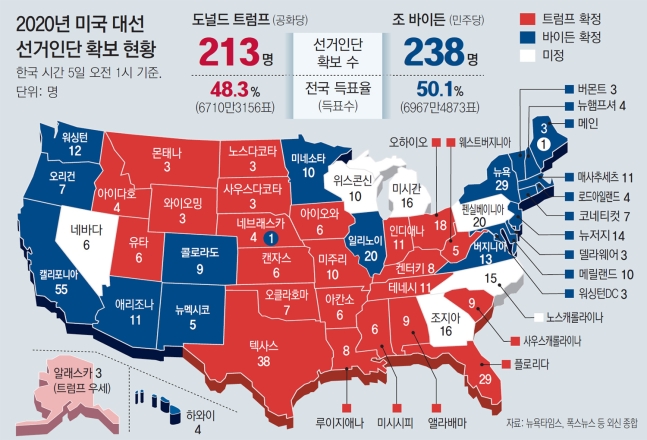 2020년 미국 대선
선거인단 확보 현황
한국 시간 5일 오전 1시 기준.
단위: 명
도널드 트럼프 (공화당)
213명
48.3%
(6710만3156표)
선거인단
확보 수
전국 득표율
(득표수)
조 바이든 (민주당)
238명
50.1%
(6967만4873표)
트럼프 확정
바이든 확정
미정
워싱턴
12
오리건
7
캘리포니아
55
네바다
6
아이다호
4
몬태나
3
와이오밍
3
유타
6
애리조나
11
콜로라도
9
뉴멕시코
5
노스다코타
3
사우스다코타
3
네브래스카
4
1
캔자스
6
오클라호마
7
텍사스
38
미네소타
10
아이오와
6
미주리
10
아칸소
6
8
루이지애나
위스콘신
10
일리노이
20
미시간
16
인디애나
11
오하이오
18
웨스트버지니아
5
켄터키 8
테네시 11
6
미시시피
9
앨라배마
조지아
16
29
플로리다
9
사우스캐롤라이나
15
노스캐롤라이나
버지니아
13
펜실베이니아
20
뉴욕
29
3
1
버몬트 3
뉴햄프셔 4
메인
매사추세츠 11
로드아일랜드 4
코네티컷 7
뉴저지 14
델라웨어 3
메릴랜드 10
워싱턴DC 3
알래스카 3
(트럼프 우세)
하와이
4
자료: 뉴욕타임스, 폭스뉴스 등 외신 종합